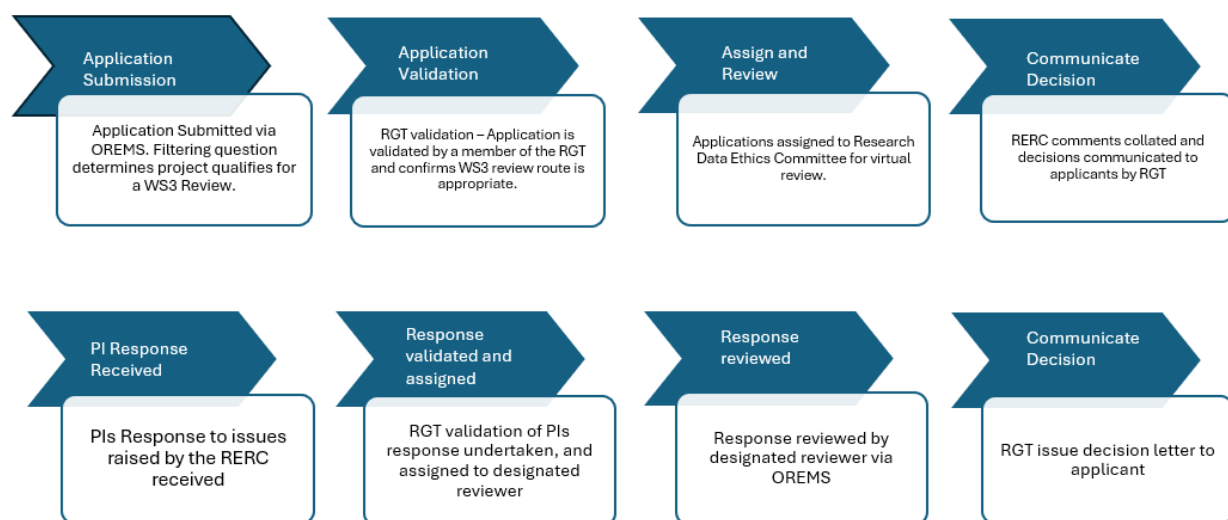 Application
Submission
Application Submitted via
OREMS. Filtering question
determines project qualifies for
a WS3 Review.
Application
Validation
RGT validation – Application is
validated by a member of the RGT
and confirms WS3 review route is
appropriate.
Assign and
Review
Applications assigned to Research
Data Ethics Committee for virtual
review.
Communicate
Decision
RERC comments collated and
decisions communicated to
applicants by RGT
PI Response
Received
PIs Response to issues
raised by the RERC
received
Response
validated and
assigned
RGT validation of PIs
response undertaken, and
assigned to designated
reviewer
Response
reviewed
Response reviewed by
designated reviewer via
OREMS
Communicate
Decision
RGT issue decision letter to
applicant